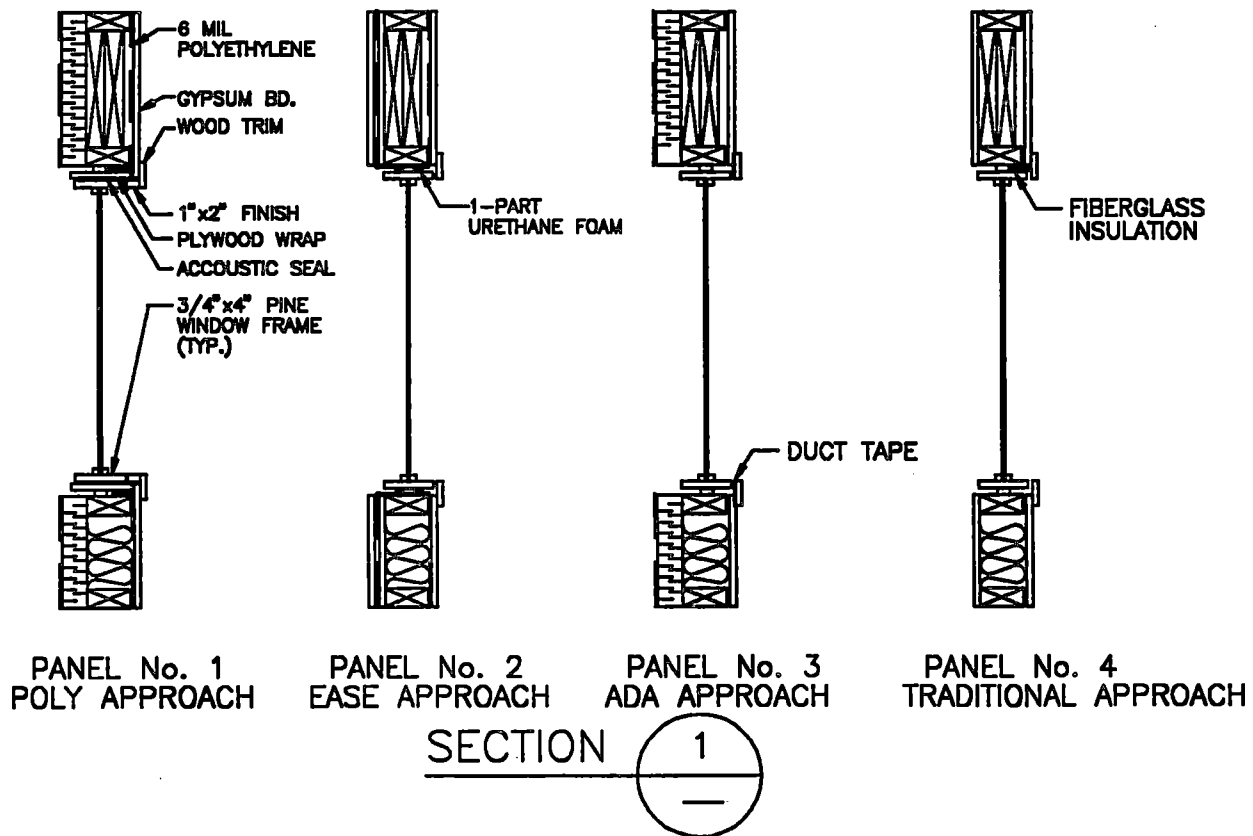 6 MIL
POLYETHYLENE
GYPSUM BD.
WOOD TRIM
1"x2" FINISH
PLYWOOD WRAP
ACCOUSTIC SEAL
3/4"x4" PINE
WINDOW FRAME
(TYP.)
1-PART
URETHANE FOAM
DUCT TAPE
FIBERGLASS
INSULATION
PANEL No. 1
POLY APPROACH
PANEL No. 2
EASE APPROACH
PANEL No. 3
ADA APPROACH
PANEL No. 4
TRADITIONAL APPROACH
SECTION 1
—